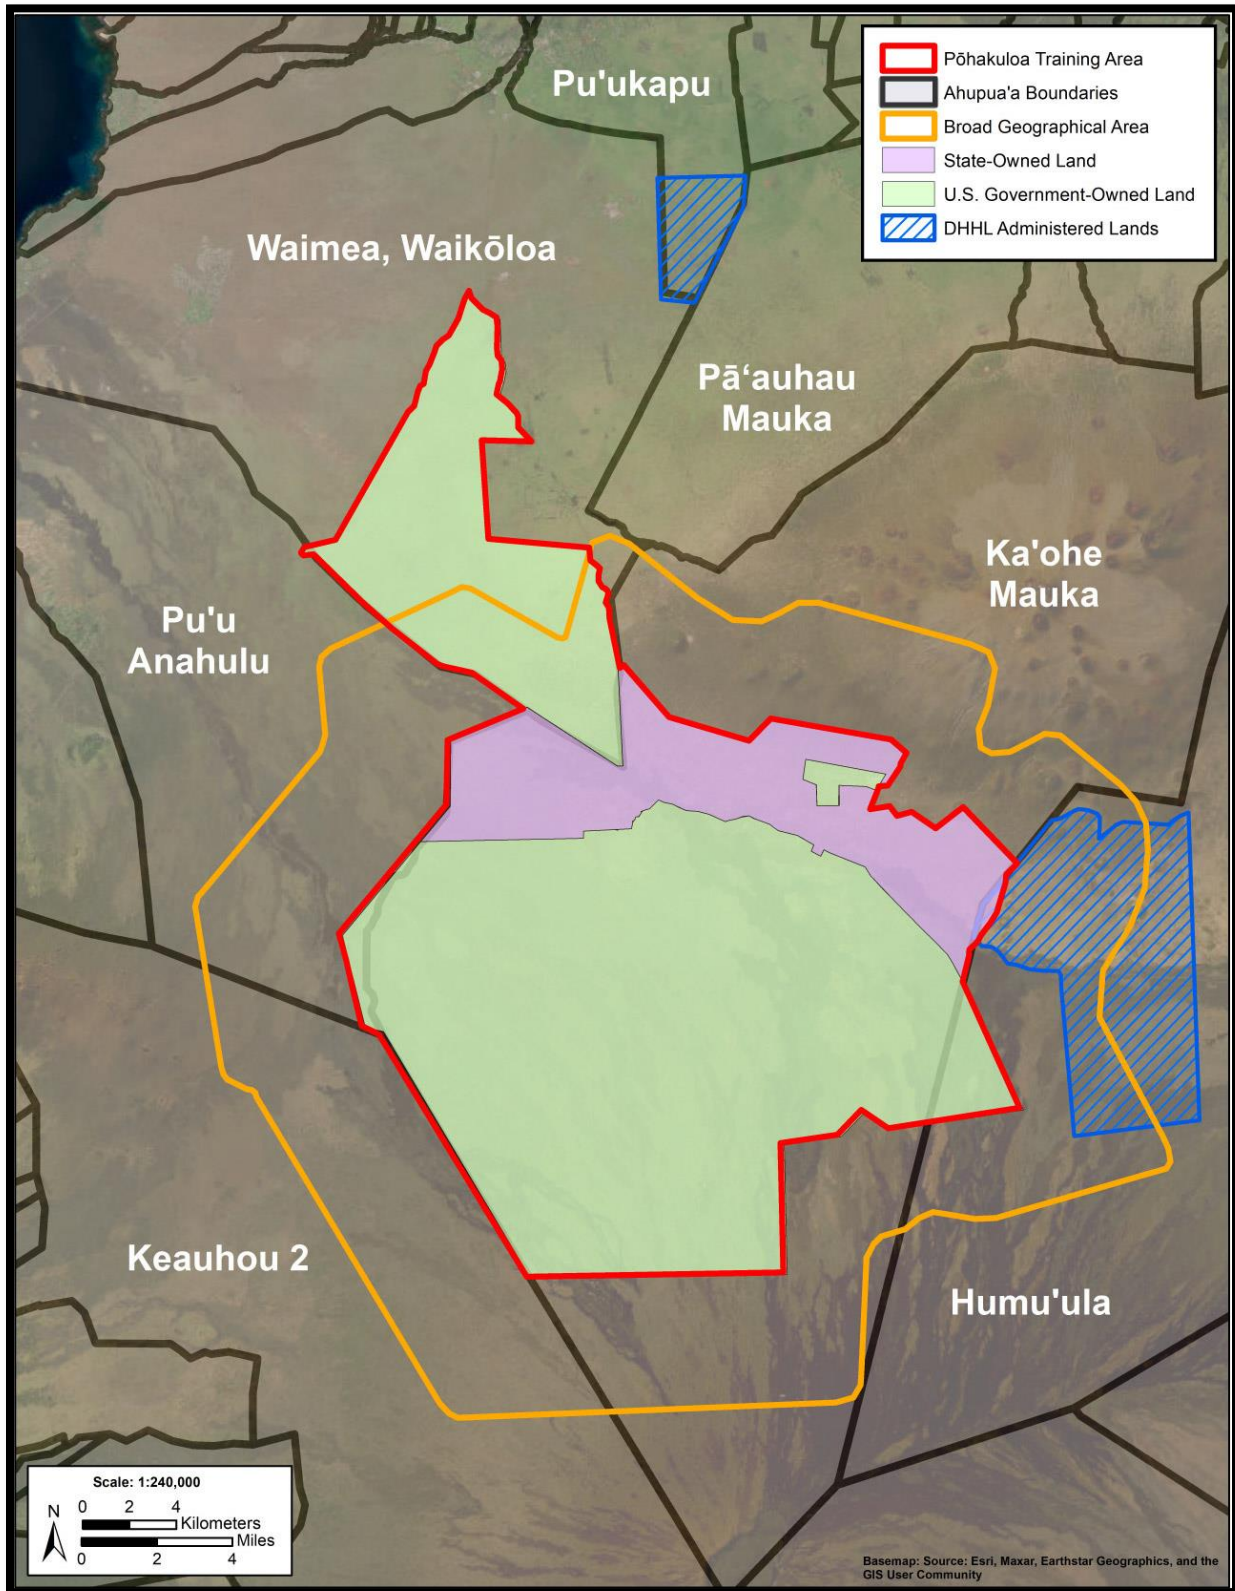 Pu'ukapu
Pōhakuloa Training Area
Ahupua'a Boundaries
Broad Geographical Area
State-Owned Land
U.S. Government-Owned Land
DHHL Administered Lands
Waimea, Waikōloa
Pā‘auhau
Mauka
Ka'ohe
Mauka
Pu'u
Anahulu
Keauhou 2
Humu'ula
Scale: 1:240,000
N
0 2 4
Kilometers
Miles
0 2 4
Basemap: Source: Esri, Maxar, Earthstar Geographics, and the
GIS User Community